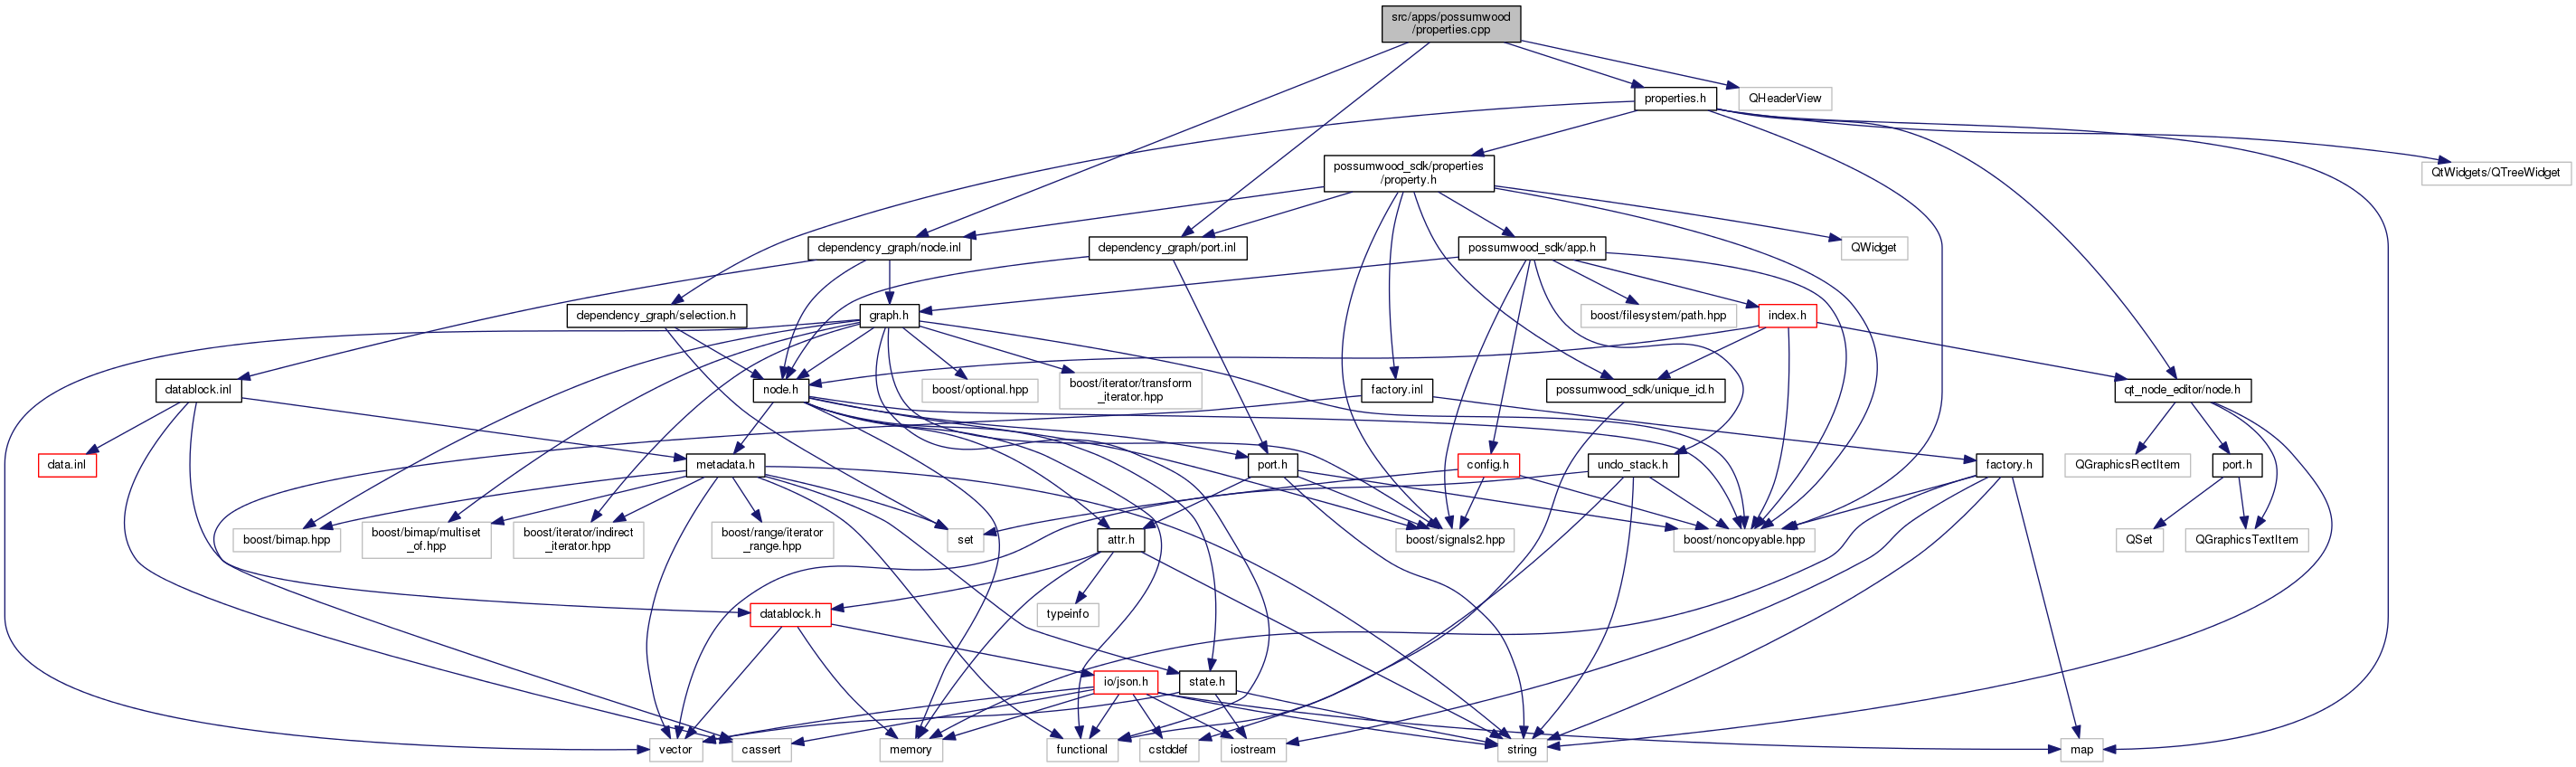 src/apps/possumwood
/properties.cpp
properties.h
QHeaderView
possumwood_sdk/properties
/property.h
QtWidgets/QTreeWidget
dependency_graph/node.inl
dependency_graph/port.inl
possumwood_sdk/app.h
QWidget
dependency_graph/selection.h
graph.h
boost/filesystem/path.hpp
index.h
datablock.inl
node.h
boost/optional.hpp
boost/iterator/transform
_iterator.hpp
factory.inl
possumwood_sdk/unique_id.h
qt_node_editor/node.h
data.inl
metadata.h
port.h
config.h
undo_stack.h
factory.h
QGraphicsRectItem
port.h
boost/bimap.hpp
boost/bimap/multiset
_of.hpp
boost/iterator/indirect
_iterator.hpp
boost/range/iterator
_range.hpp
set
attr.h
boost/signals2.hpp
boost/noncopyable.hpp
QSet
QGraphicsTextItem
datablock.h
typeinfo
io/json.h
state.h
vector
cassert
memory
functional
cstddef
iostream
string
map